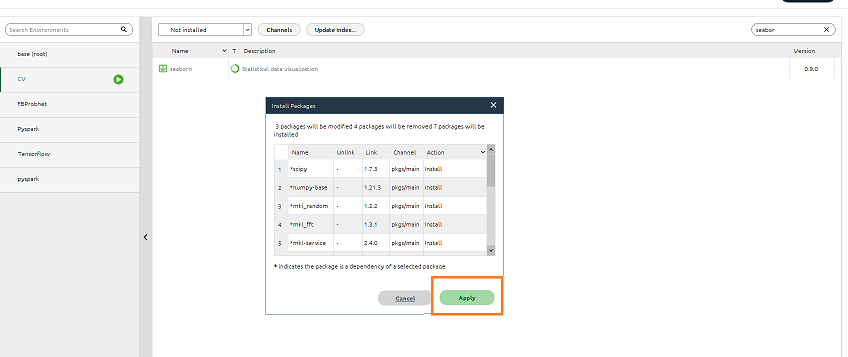 Search Environments
Not installed
Channels
Update index...
seabor
base (root)
Name T Description Version
CV
seaborn Statistical data visualization 0.9.0
FBProbhet
Install Packages X
3 packages will be modified 4 packages will be removed 7 packages will be
installed
Pyspark
Name Unlink Link Channel Action
Tensorflow
1 *scipy - 1.7.3 pkgs/main Install
pyspark
2 *numpy-base - 1.21.5 pkgs/main Install
3 *mkl_random - 1.2.2 pkgs/main Install
4 *mkl_fft - 1.3.1 pkgs/main Install
5 *mkl-service - 2.4.0 pkgs/main Install
* indicates the package is a dependency of a selected package
Cancel
Apply